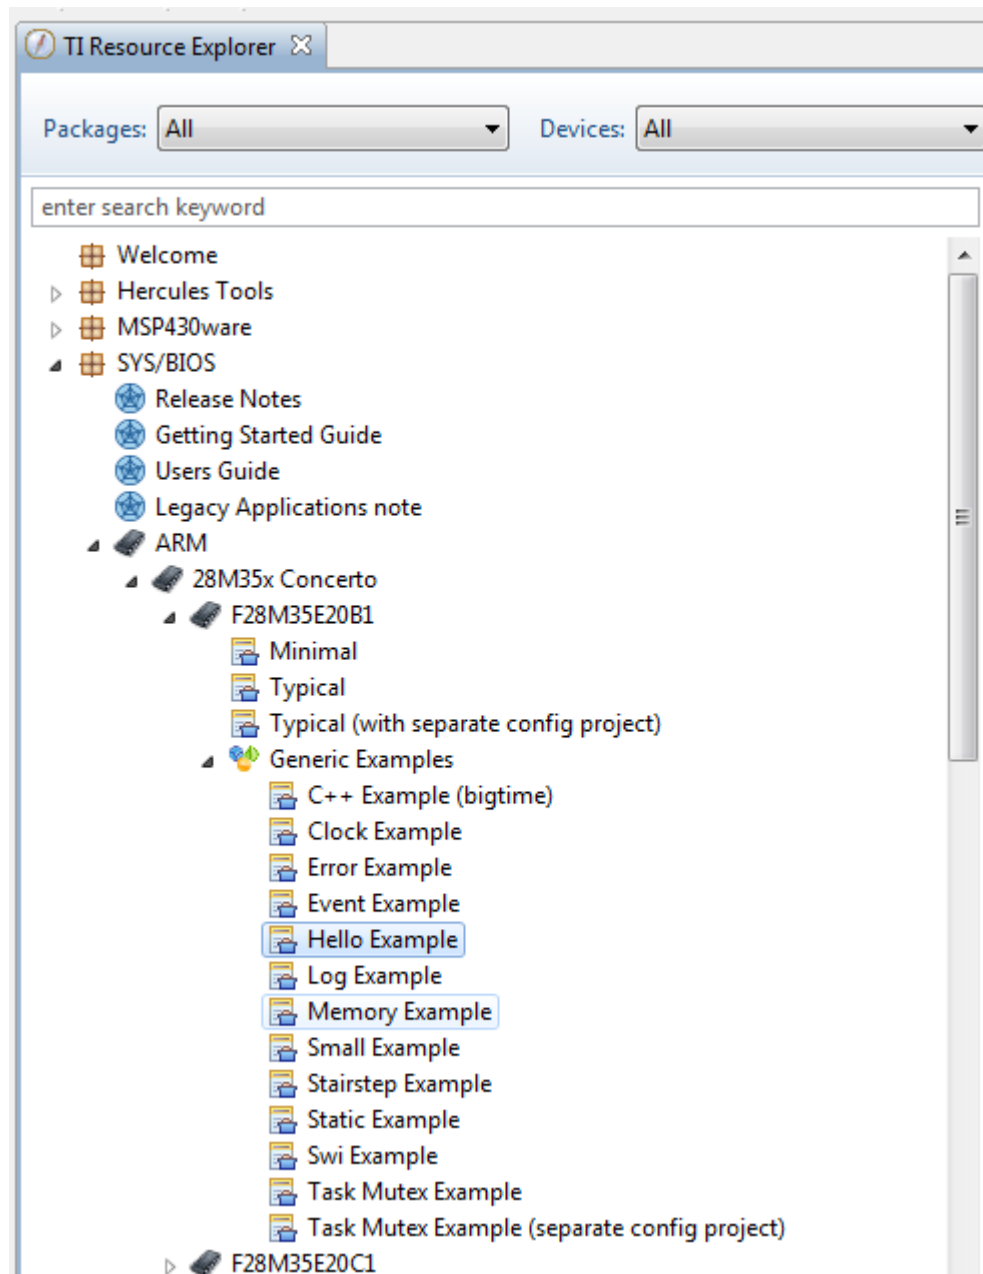 TI Resource Explorer
Packages: All Devices: All
enter search keyword
Welcome
Hercules Tools
MSP430ware
SYS/BIOS
Release Notes
Getting Started Guide
Users Guide
Legacy Applications note
ARM
28M35x Concerto
F28M35E20B1
Minimal
Typical
Typical (with separate config project)
Generic Examples
C++ Example (bigtime)
Clock Example
Error Example
Event Example
Hello Example
Log Example
Memory Example
Small Example
Stairstep Example
Static Example
Swi Example
Task Mutex Example
Task Mutex Example (separate config project)
F28M35E20C1